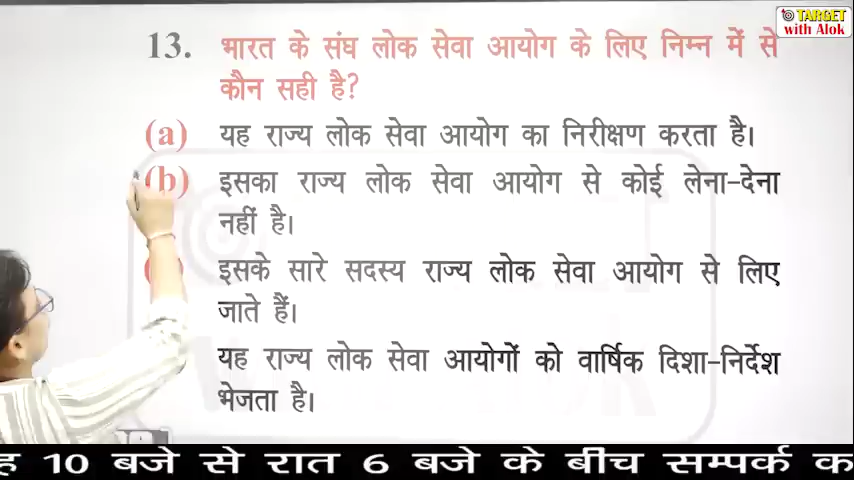 TARGET
with Alok
13. भारत के संघ लोक सेवा आयोग के लिए निम्न में से
कौन सही है?
(a) यह राज्य लोक सेवा आयोग का निरीक्षण करता है।
(b) इसका राज्य लोक सेवा आयोग से कोई लेना-देना
नहीं है।
इसके सारे सदस्य राज्य लोक सेवा आयोग से लिए
जाते हैं।
यह राज्य लोक सेवा आयोगों को वार्षिक दिशा-निर्देश
भेजता है।
10 बजे से रात 6 बजे के बीच सम्पर्क